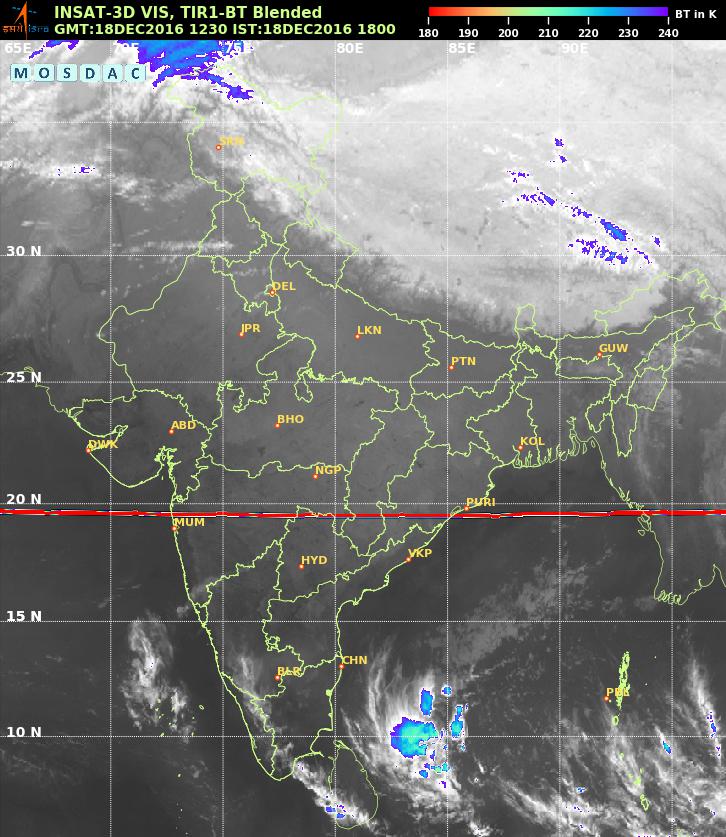 INSAT-3D VIS, TIR1-BT Blended
GMT:18DEC2016 1230 IST:18DEC2016 1800
BT in K
180 190 200 210 220 230 240
65E 70E 75E 80E 85E 90E
M O S D A C
SRN
30 N
DEL
JPR
LKN
PTN
GUW
25 N
ABD
BHO
DWK
KOL
NGP
20 N
PURI
MUM
HYD
VKP
15 N
BLR
CHN
PBL
10 N